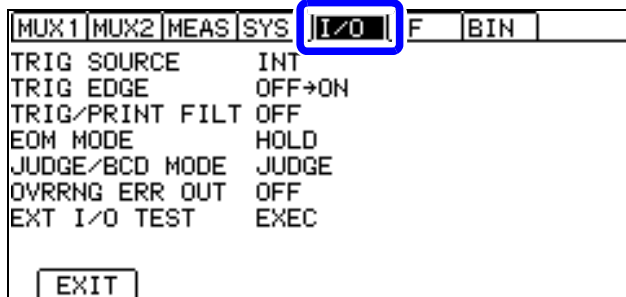 MUX1 MUX2 MEAS SYS I/O F BIN
TRIG SOURCE INT
TRIG EDGE OFF→ON
TRIG/PRINT FILT OFF
EOM MODE HOLD
JUDGE/BCD MODE JUDGE
OVRRNG ERR OUT OFF
EXT I/O TEST EXEC
EXIT